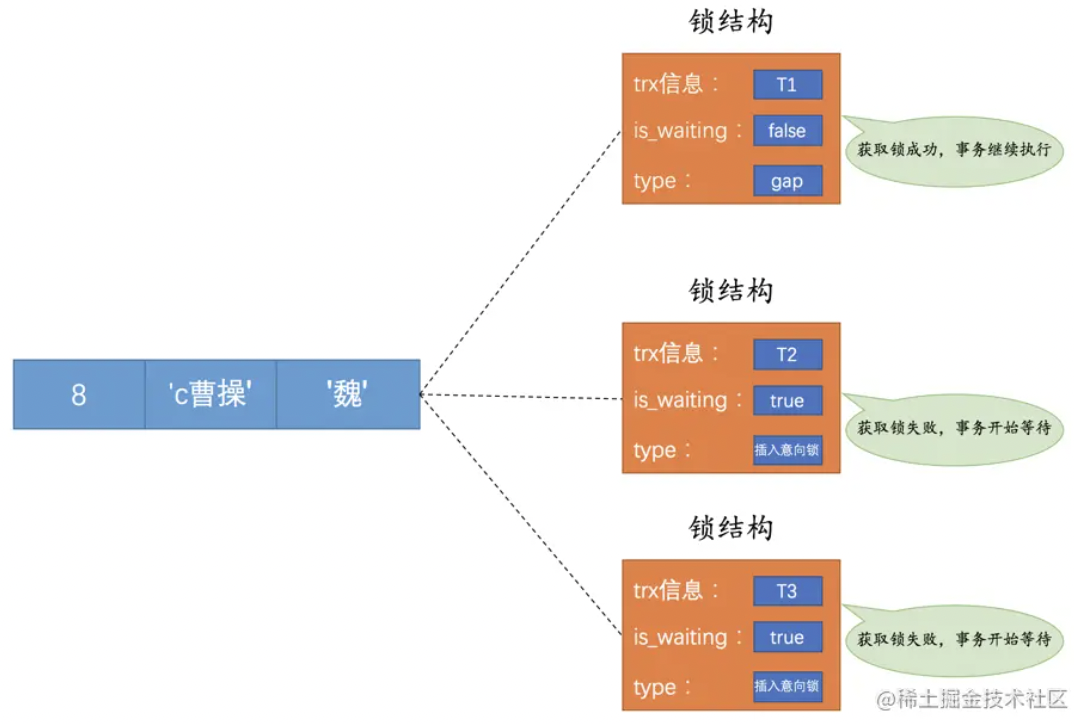 锁结构
trx信息： T1
is_waiting： false
type： gap
获取锁成功，事务继续执行
锁结构
trx信息： T2
is_waiting： true
type： 插入意向锁
获取锁失败，事务开始等待
8 'c曹操' '魏'
锁结构
trx信息： T3
is_waiting： true
type： 插入意向锁
获取锁失败，事务开始等待
@稀土掘金技术社区